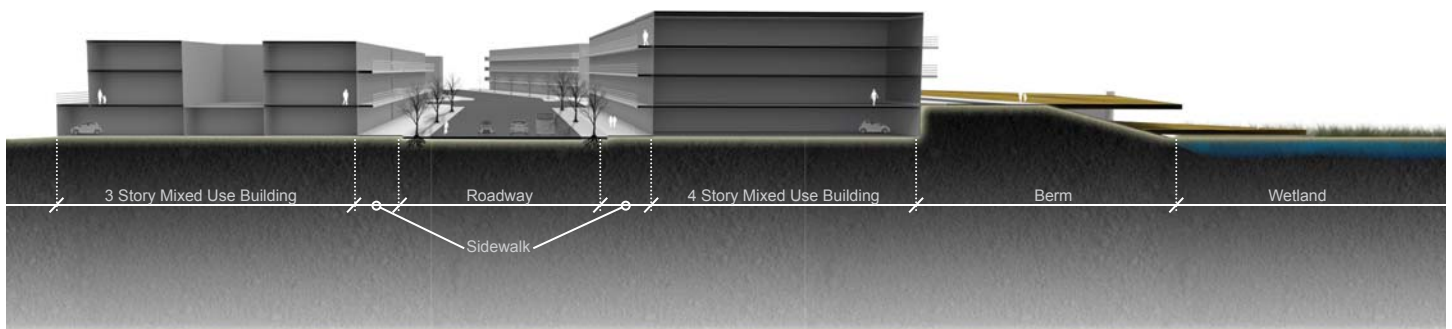 3 Story Mixed Use Building
Roadway
4 Story Mixed Use Building
Berm
Wetland
Sidewalk